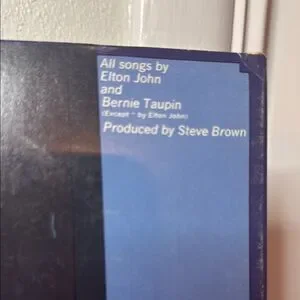 All songs by
Elton John
and
Bernie Taupin
(Except * by Elton John)
Produced by Steve Brown